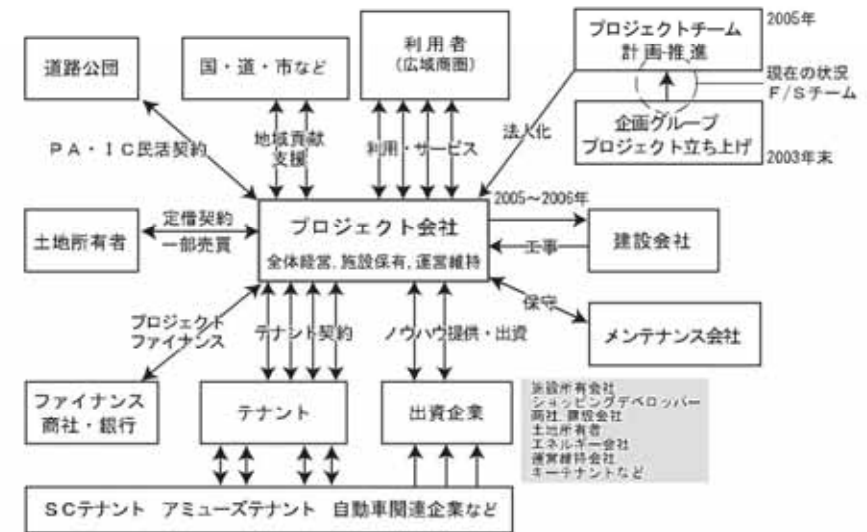 道路公団
国・道・市など
利用者
(広域商圏)
プロジェクトチーム
計画・推進
2005年
現在の状況
F/Sチーム
企画グループ
プロジェクト立ち上げ
2003年末
PA・IC民活契約
地域貢献
支援
利用・サービス
法人化
土地所有者
定借契約
一部売買
プロジェクト会社
全体経営,施設保有,運営維持
2005～2006年
工事
建設会社
保守
メンテナンス会社
プロジェクト
ファイナンス
テナント契約
ノウハウ提供・出資
ファイナンス
商社・銀行
テナント
出資企業
施設所有会社
ショッピングデベロッパー
商社,建設会社
土地所有者
エネルギー会社
運営維持会社
キーテナントなど
SCテナント アミューズテナント 自動車関連企業など